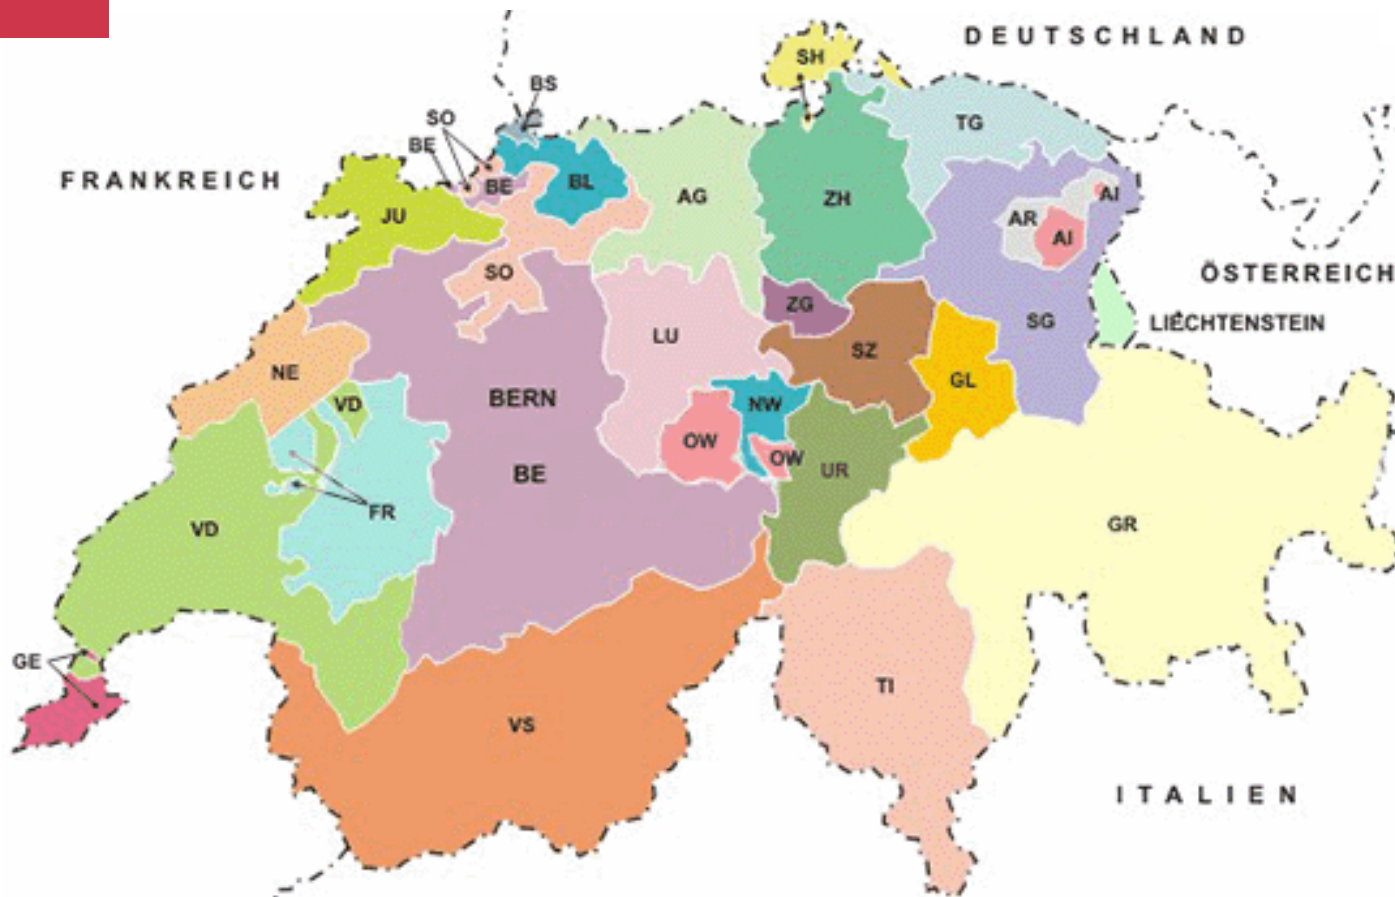 DEUTSCHLAND
SH
BS
SO
TG
BE
FRANKREICH
BE
BL
AG
ZH
AI
JU
AR
AI
SO
ÖSTERREICH
ZG
SG
LIECHTENSTEIN
LU
SZ
NE
GL
BERN
VD
NW
OW
OW
UR
BE
FR
VD
GR
GE
TI
VS
ITALIEN